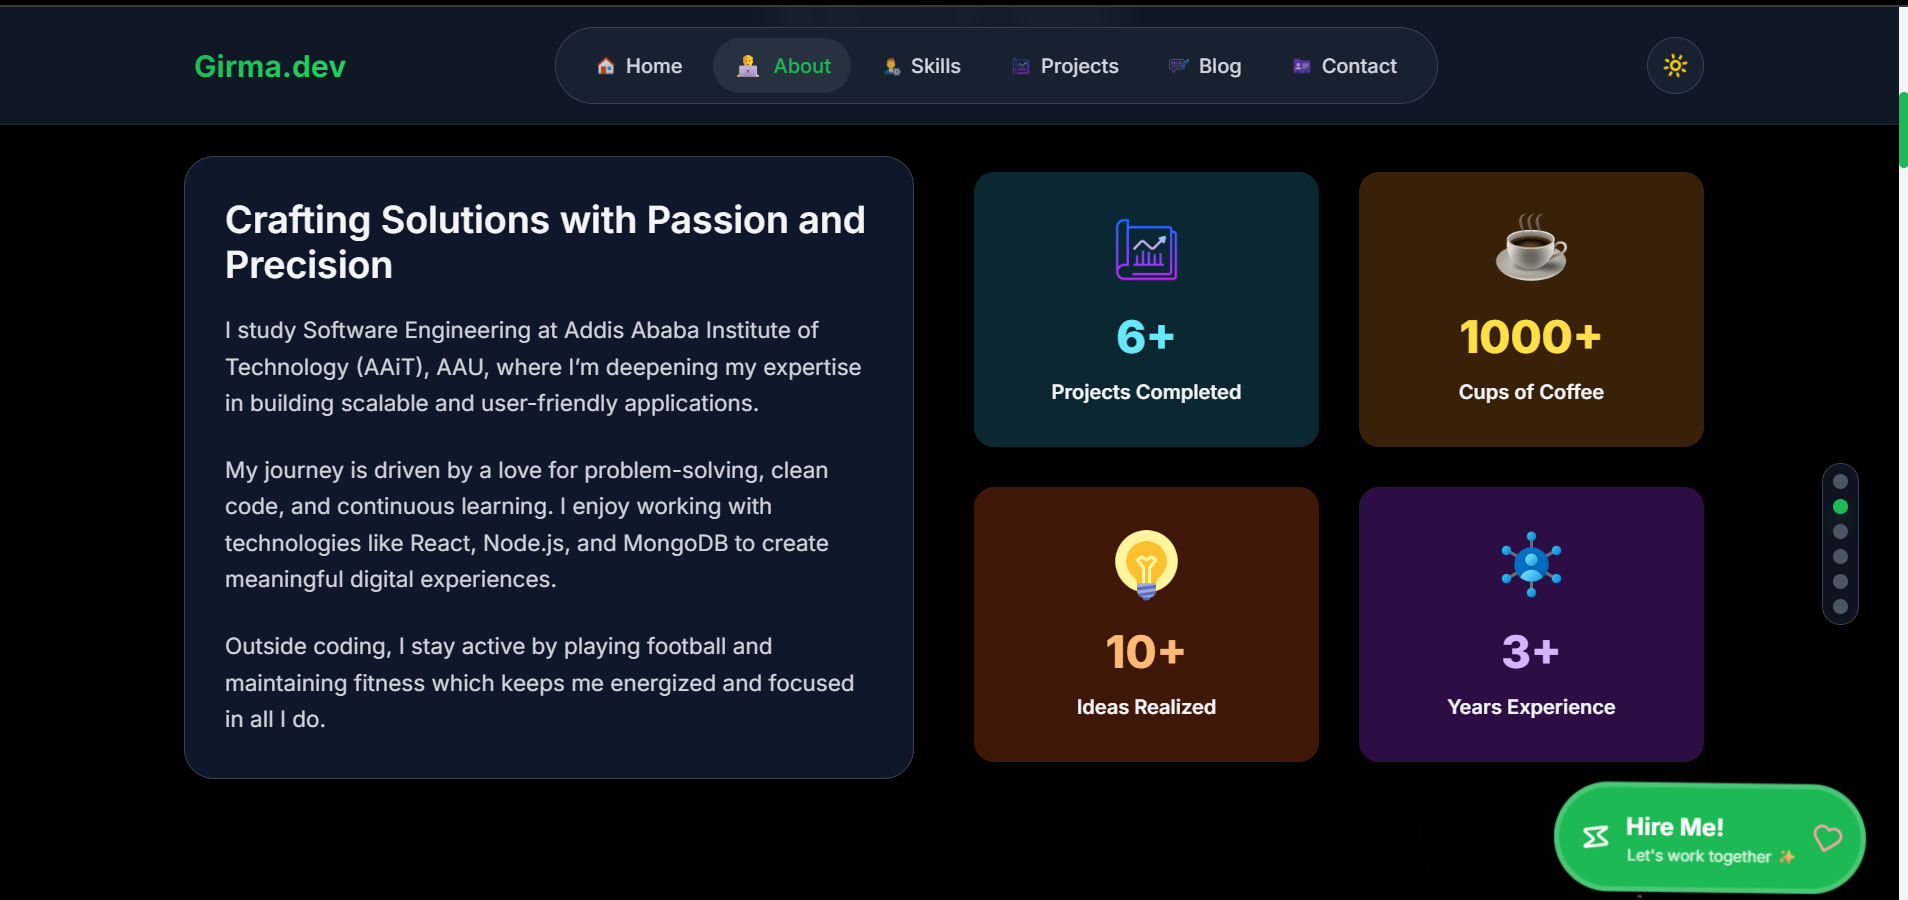 Girma.dev
Home
About
Skills
Projects
Blog
Contact
Crafting Solutions with Passion and
Precision
I study Software Engineering at Addis Ababa Institute of
Technology (AAiT), AAU, where I’m deepening my expertise
in building scalable and user-friendly applications.
My journey is driven by a love for problem-solving, clean
code, and continuous learning. I enjoy working with
technologies like React, Node.js, and MongoDB to create
meaningful digital experiences.
Outside coding, I stay active by playing football and
maintaining fitness which keeps me energized and focused
in all I do.
6+
Projects Completed
1000+
Cups of Coffee
10+
Ideas Realized
3+
Years Experience
Hire Me!
Let's work together ✨